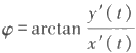 φ = arctan y′(t) / x′(t)